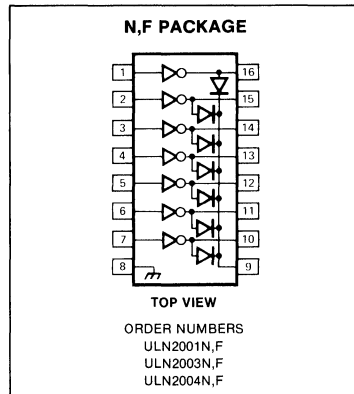 N,F PACKAGE
1 16
2 15
3 14
4 13
5 12
6 11
7 10
8 9
TOP VIEW
ORDER NUMBERS
ULN2001N,F
ULN2003N,F
ULN2004N,F